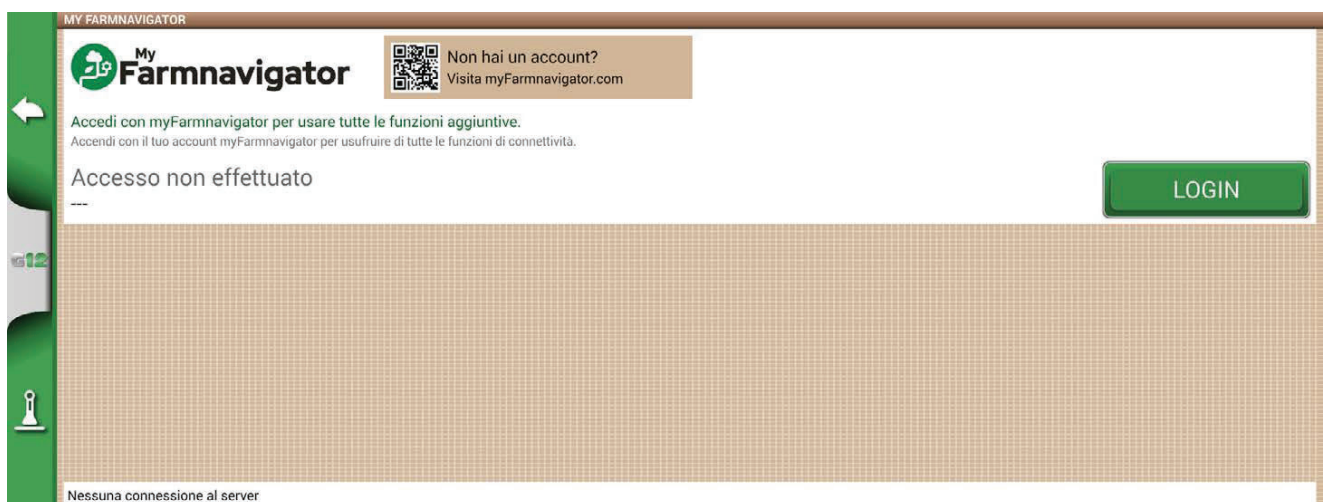 MY FARMNAVIGATOR
My
Farmnavigator
Non hai un account?
Visita myFarmnavigator.com
Accedi con myFarmnavigator per usare tutte le funzioni aggiuntive.
Accendi con il tuo account myFarmnavigator per usufruire di tutte le funzioni di connettività.
Accesso non effettuato
---
LOGIN
G12
Nessuna connessione al server